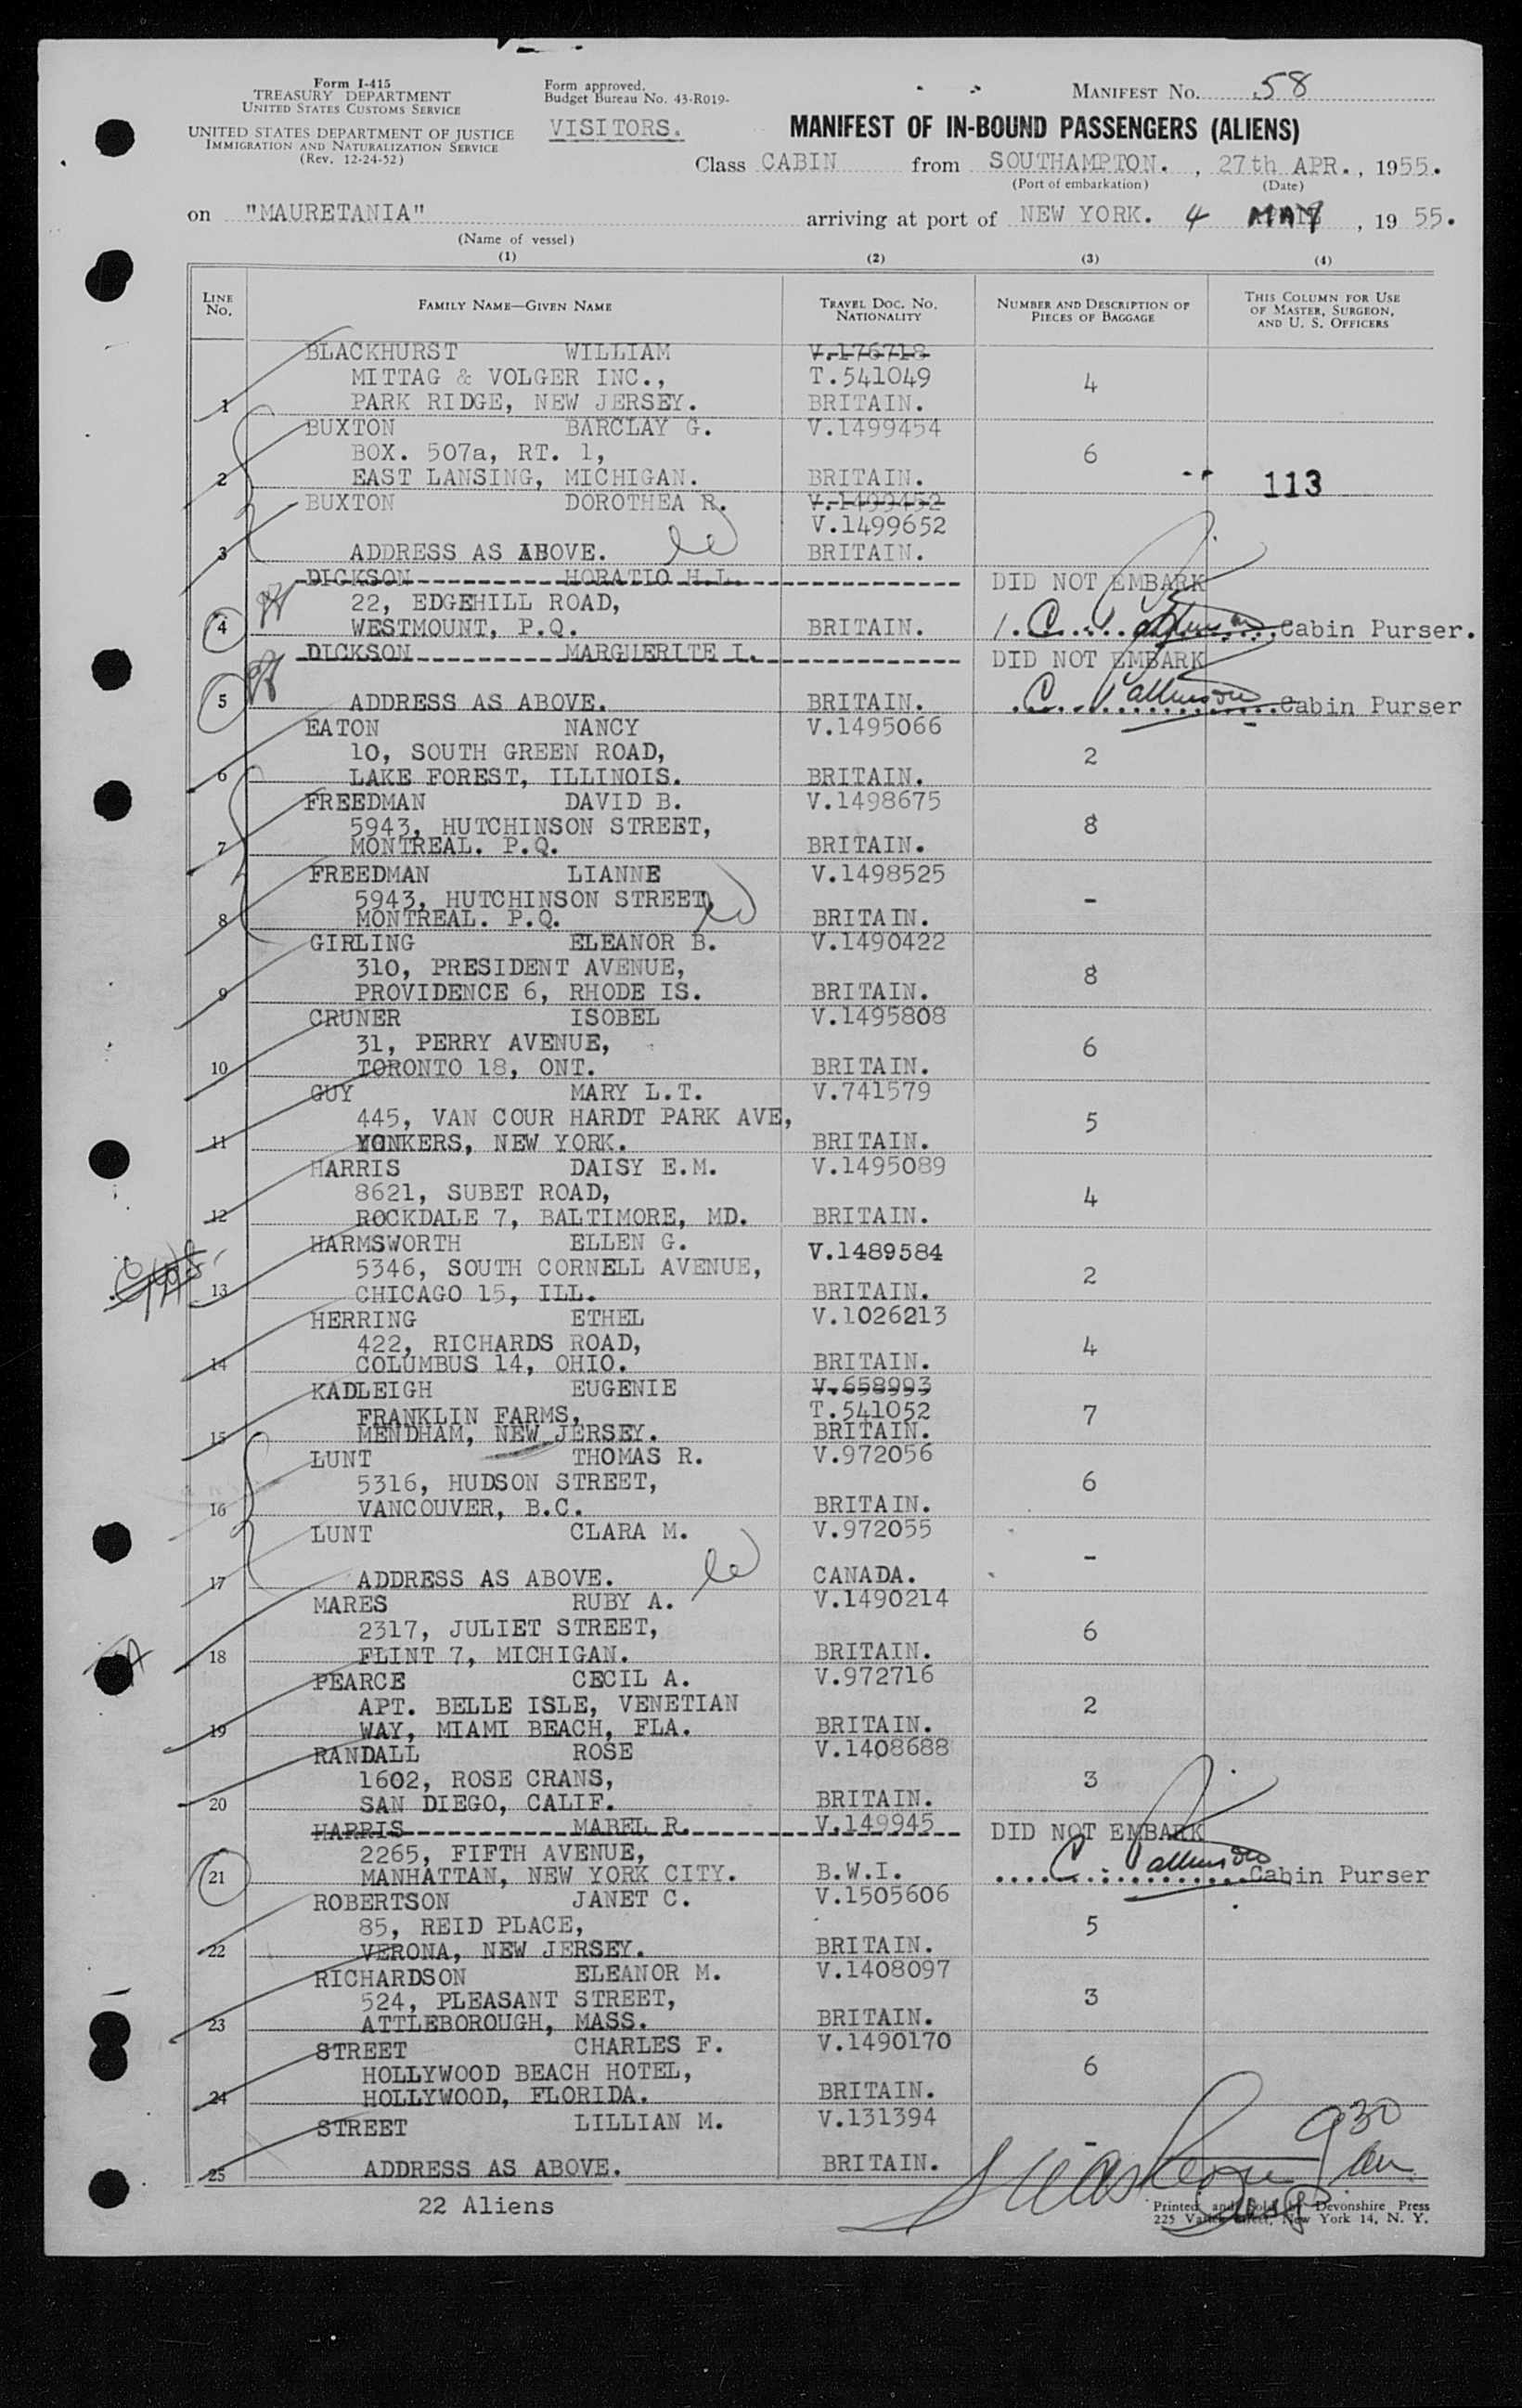 Form I-415
TREASURY DEPARTMENT
UNITED STATES CUSTOMS SERVICE
UNITED STATES DEPARTMENT OF JUSTICE
IMMIGRATION AND NATURALIZATION SERVICE
(Rev. 12-24-52)
Form approved.
Budget Bureau No. 43-R019-
VISITORS.
MANIFEST NO. 58
MANIFEST OF IN-BOUND PASSENGERS (ALIENS)
Class CABIN from SOUTHAMPTON. , 27th APR. , 1955.
(Port of embarkation) (Date)
on "MAURETANIA" arriving at port of NEW YORK. 4 MAY , 19 55.
(Name of vessel)
(1) (2) (3) (4)
LINE NO. FAMILY NAME—GIVEN NAME TRAVEL DOC. NO. NATIONALITY NUMBER AND DESCRIPTION OF PIECES OF BAGGAGE THIS COLUMN FOR USE OF MASTER, SURGEON, AND U. S. OFFICERS
BLACKHURST WILLIAM V.176718
MITTAG & VOLGER INC., T.541049 4
1 PARK RIDGE, NEW JERSEY. BRITAIN.
BUXTON BARCLAY G. V.1499454
BOX. 507a, RT. 1, 6
2 EAST LANSING, MICHIGAN. BRITAIN. 113
BUXTON DOROTHEA R. V.1499452
V.1499652
3 ADDRESS AS ABOVE. BRITAIN.
DICKSON HORATIO H.L. DID NOT EMBARK
22, EDGEHILL ROAD,
4 WESTMOUNT, P.Q. BRITAIN. Cabin Purser.
DICKSON MARGUERITE I. DID NOT EMBARK
5 ADDRESS AS ABOVE. BRITAIN. Cabin Purser
EATON NANCY V.1495066
10, SOUTH GREEN ROAD, 2
6 LAKE FOREST, ILLINOIS. BRITAIN.
FREEDMAN DAVID B. V.1498675
5943, HUTCHINSON STREET, 8
7 MONTREAL. P.Q. BRITAIN.
FREEDMAN LIANNE V.1498525
5943, HUTCHINSON STREET, -
8 MONTREAL. P.Q. BRITAIN.
GIRLING ELEANOR B. V.1490422
310, PRESIDENT AVENUE, 8
9 PROVIDENCE 6, RHODE IS. BRITAIN.
CRUNER ISOBEL V.1495808
31, PERRY AVENUE, 6
10 TORONTO 18, ONT. BRITAIN.
GUY MARY L.T. V.741579
445, VAN COUR HARDT PARK AVE, 5
11 YONKERS, NEW YORK. BRITAIN.
HARRIS DAISY E.M. V.1495089
8621, SUBET ROAD, 4
12 ROCKDALE 7, BALTIMORE, MD. BRITAIN.
HARMSWORTH ELLEN G. V.1489584
5346, SOUTH CORNELL AVENUE, 2
13 CHICAGO 15, ILL. BRITAIN.
HERRING ETHEL V.1026213
422, RICHARDS ROAD, 4
14 COLUMBUS 14, OHIO. BRITAIN.
KADLEIGH EUGENIE V.658993
FRANKLIN FARMS, T.541052 7
15 MENDHAM, NEW JERSEY. BRITAIN.
LUNT THOMAS R. V.972056
5316, HUDSON STREET, 6
16 VANCOUVER, B.C. BRITAIN.
LUNT CLARA M. V.972055
-
17 ADDRESS AS ABOVE. CANADA.
MARES RUBY A. V.1490214
2317, JULIET STREET, 6
18 FLINT 7, MICHIGAN. BRITAIN.
PEARCE CECIL A. V.972716
APT. BELLE ISLE, VENETIAN 2
19 WAY, MIAMI BEACH, FLA. BRITAIN.
RANDALL ROSE V.1408688
1602, ROSE CRANS, 3
20 SAN DIEGO, CALIF. BRITAIN.
HARRIS MABEL R. V.149945 DID NOT EMBARK
2265, FIFTH AVENUE,
21 MANHATTAN, NEW YORK CITY. B.W.I. Cabin Purser
ROBERTSON JANET C. V.1505606
85, REID PLACE, 5
22 VERONA, NEW JERSEY. BRITAIN.
RICHARDSON ELEANOR M. V.1408097
524, PLEASANT STREET, 3
23 ATTLEBOROUGH, MASS. BRITAIN.
STREET CHARLES F. V.1490170
HOLLYWOOD BEACH HOTEL, 6
24 HOLLYWOOD, FLORIDA. BRITAIN.
STREET LILLIAN M. V.131394
- 930
25 ADDRESS AS ABOVE. BRITAIN.
22 Aliens
Printed and Sold by Devonshire Press
225 Varick Street, New York 14, N. Y.